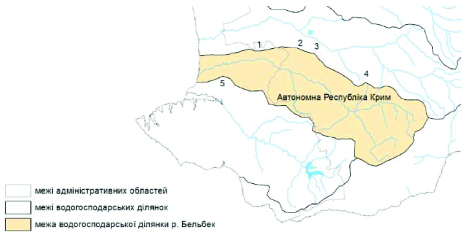 1 2 3
4
5
Автономна Республіка Крим
межі адміністративних областей
межі водогосподарських ділянок
межа водогосподарської ділянки р. Бельбек